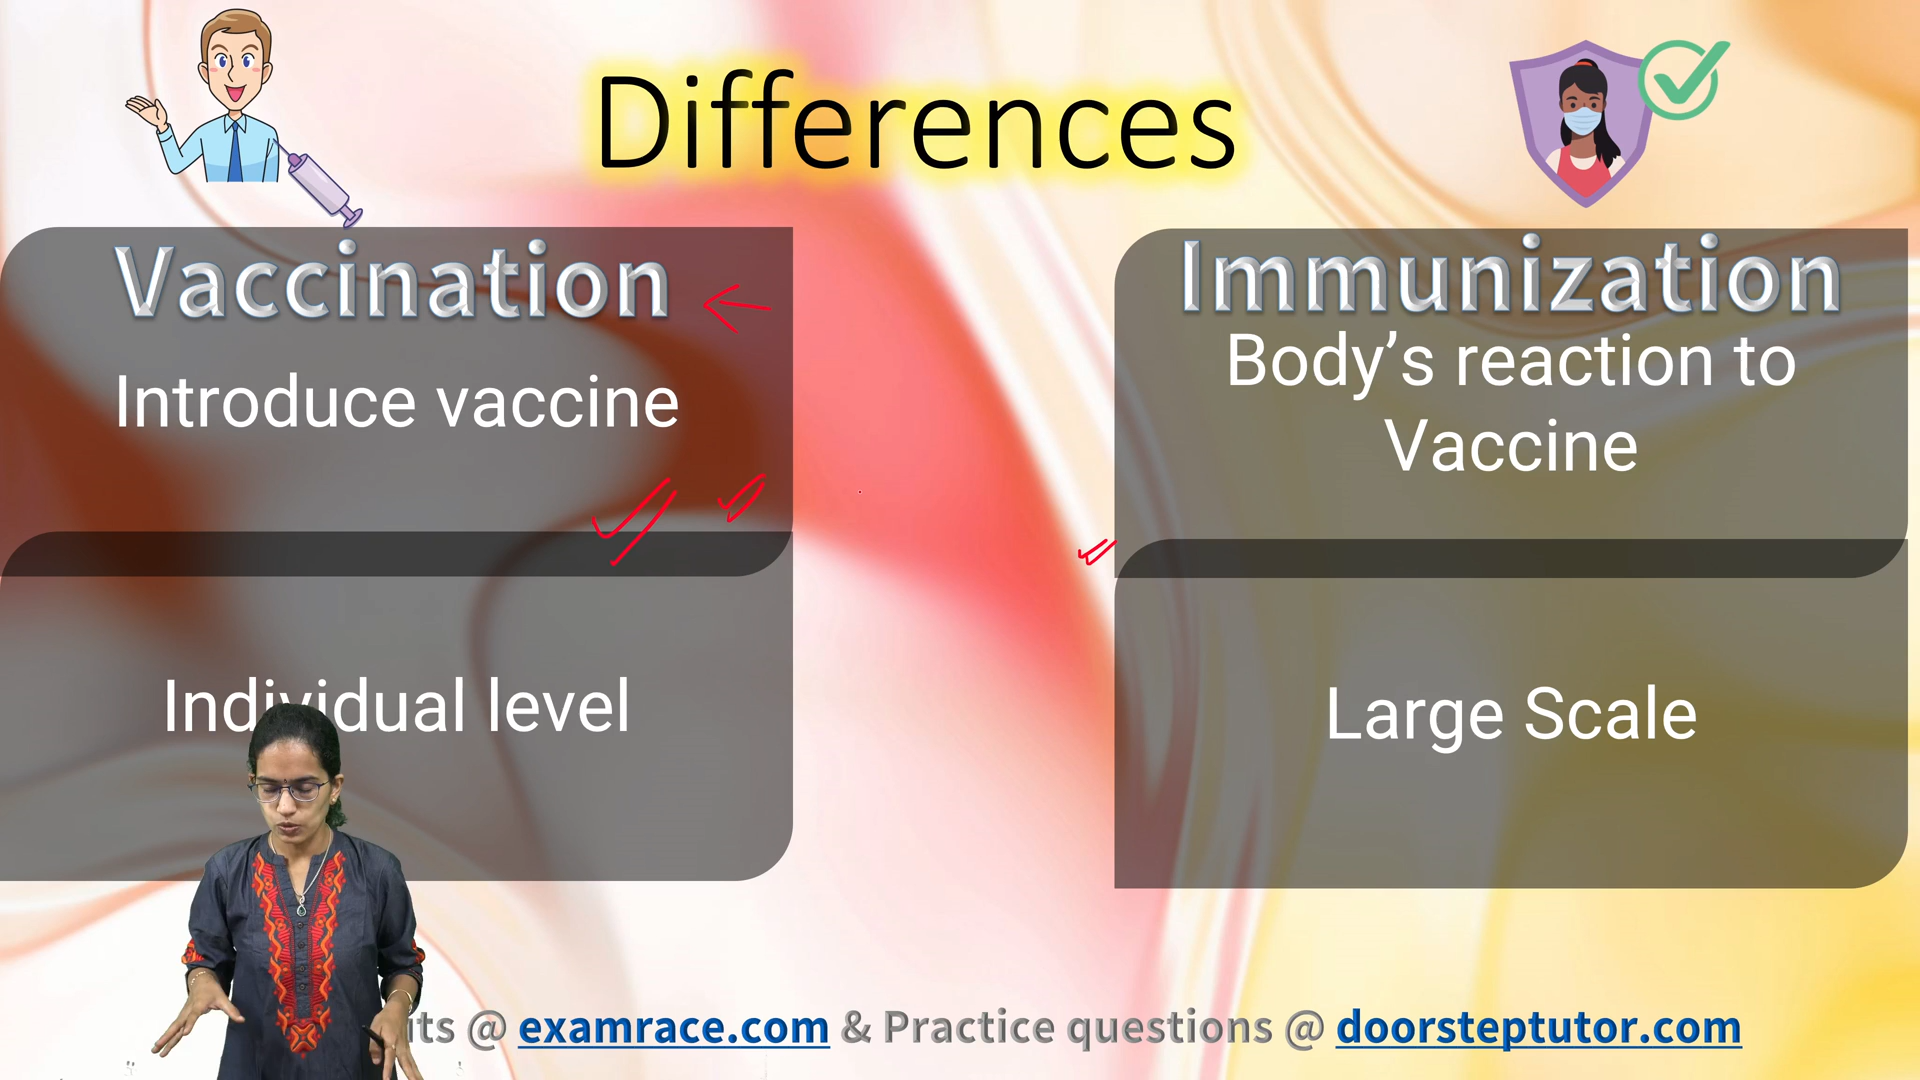 Differences
Vaccination
Introduce vaccine
Individual level
Immunization
Body’s reaction to
Vaccine
Large Scale
@ examrace.com & Practice questions @ doorsteptutor.com